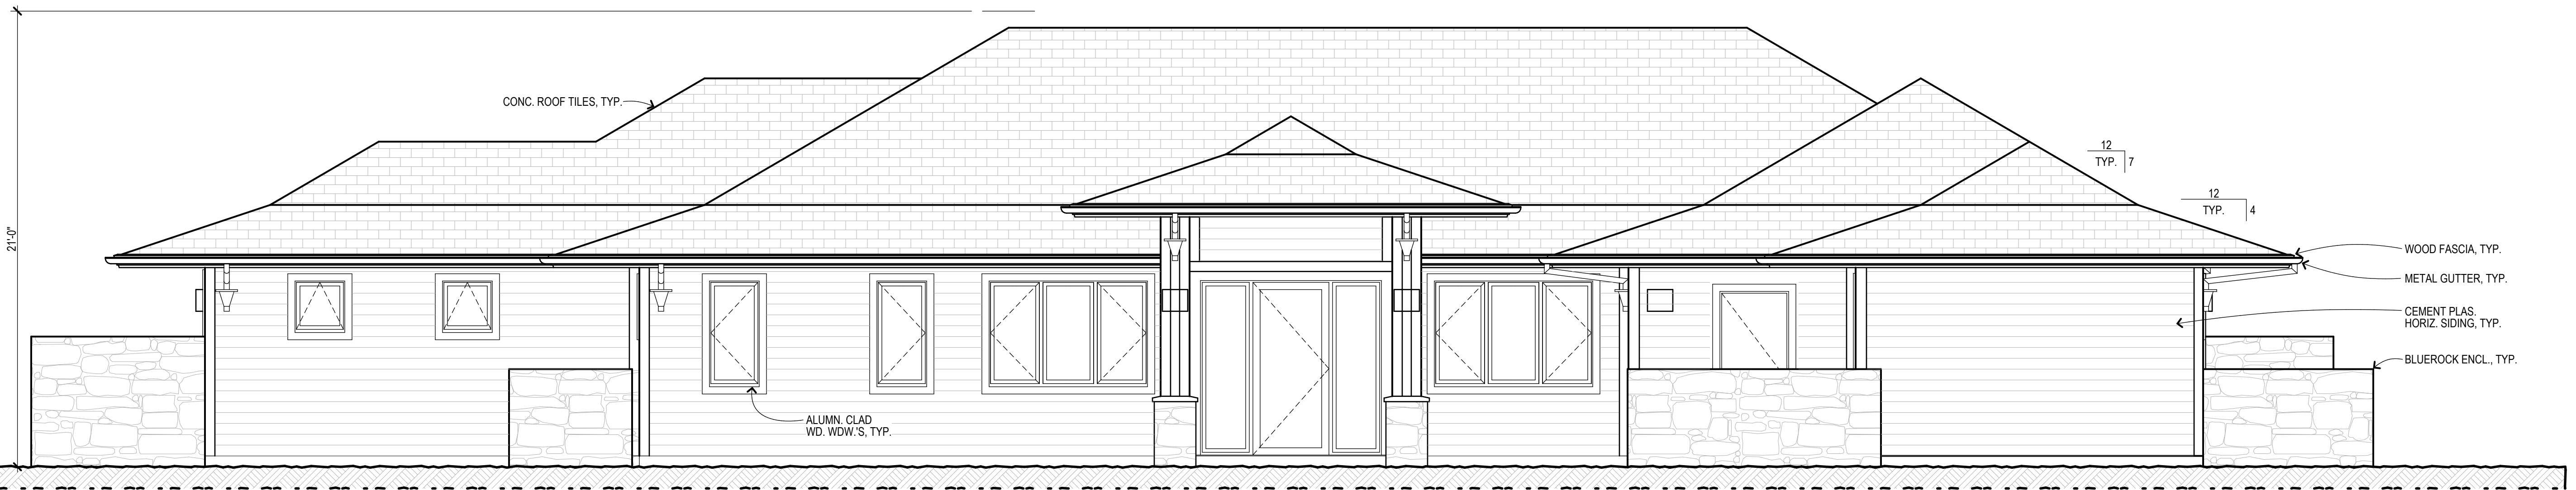 CONC. ROOF TILES, TYP.
12
TYP.
7
12
TYP.
4
21'-0"
WOOD FASCIA, TYP.
METAL GUTTER, TYP.
CEMENT PLAS.
HORIZ. SIDING, TYP.
BLUEROCK ENCL., TYP.
ALUMN. CLAD
WD. WDW.'S, TYP.